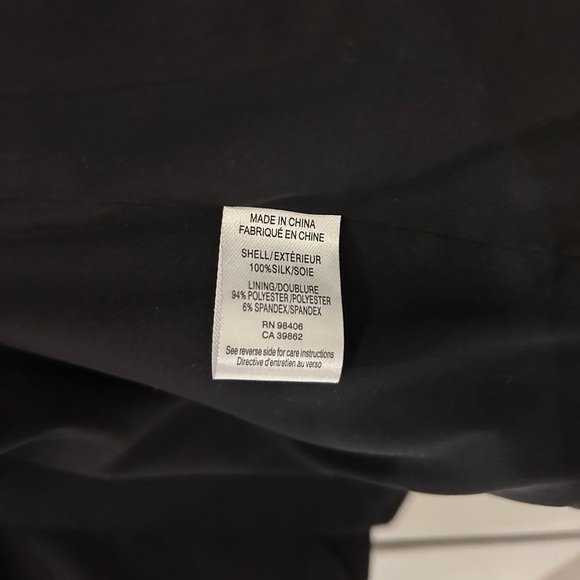 MADE IN CHINA
FABRIQUÉ EN CHINE
SHELL/EXTÈRIEUR
100%SILK/SOIE
LINING/DOUBLURE
94% POLYESTER/POLYESTER
6% SPANDEX/SPANDEX
RN 98406
CA 39862
See reverse side for care instructions
Directive d'entretien au verso